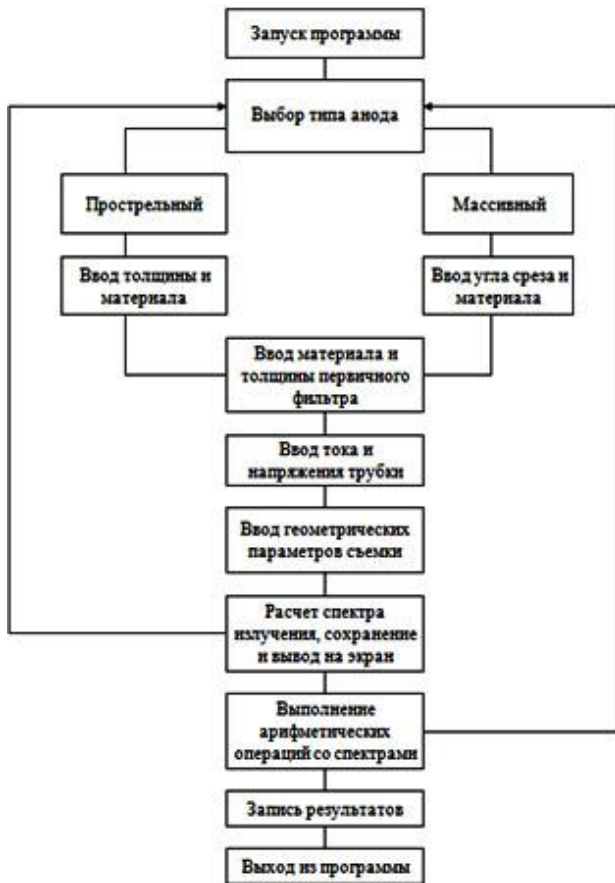 Запуск программы
Выбор типа анода
Прострельный
Массивный
Ввод толщины и
материала
Ввод угла среза и
материала
Ввод материала и
толщины первичного
фильтра
Ввод тока и
напряжения трубки
Ввод геометрических
параметров съемки
Расчет спектра
излучения, сохранение
и вывод на экран
Выполнение
арифметических
операций со спектрами
Запись результатов
Выход из программы